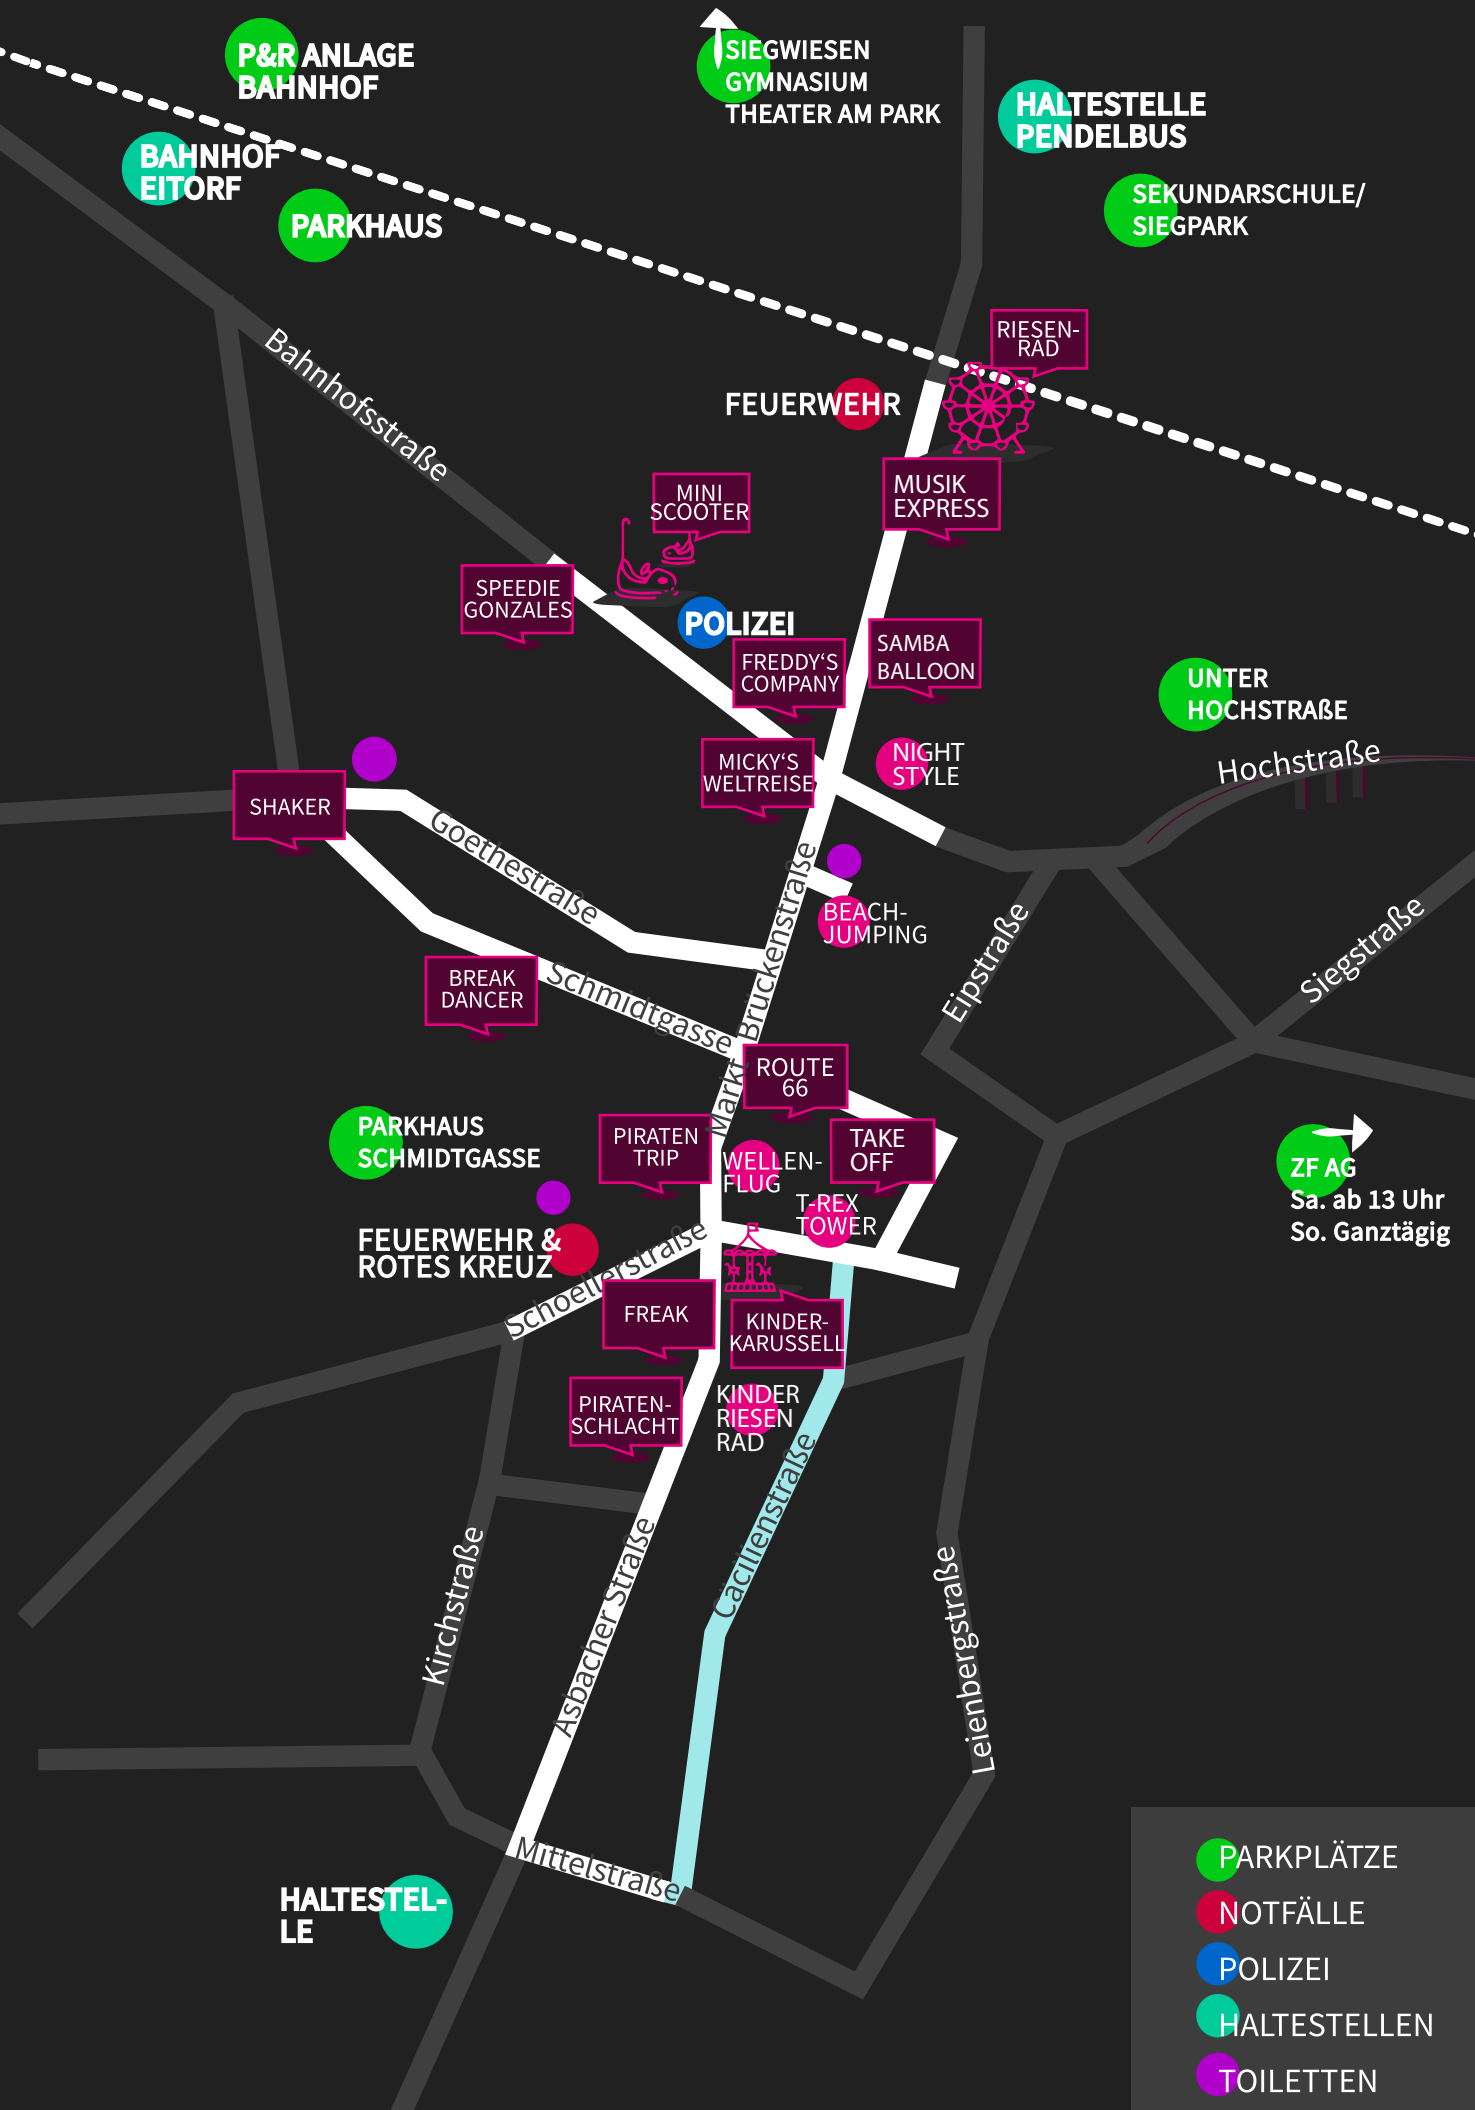 P&R ANLAGE
BAHNHOF
SIEGWIESEN
GYMNASIUM
THEATER AM PARK
HALTESTELLE
PENDELBUS
BAHNHOF
EITORF
PARKHAUS
SEKUNDARSCHULE/
SIEGPARK
Bahnhofsstraße
RIESEN-
RAD
FEUERWEHR
MUSIK
EXPRESS
MINI
SCOOTER
SPEEDIE
GONZALES
POLIZEI
FREDDY‘S
COMPANY
SAMBA
BALLOON
UNTER
HOCHSTRAßE
Hochstraße
MICKY‘S
WELTREISE
NIGHT
STYLE
SHAKER
Goethestraße
Brückenstraße
BEACH-
JUMPING
Eipstraße
Siegstraße
BREAK
DANCER
Schmidtgasse
Markt
ROUTE
66
PARKHAUS
SCHMIDTGASSE
PIRATEN
TRIP
WELLEN-
FLUG
TAKE
OFF
ZF AG
Sa. ab 13 Uhr
So. Ganztägig
T-REX
TOWER
FEUERWEHR &
ROTES KREUZ
Schoellerstraße
FREAK
KINDER-
KARUSSELL
PIRATEN-
SCHLACHT
KINDER
RIESEN
RAD
Cäcilienstraße
Kirchstraße
Asbacher Straße
Leienbergstraße
Mittelstraße
HALTESTEL-
LE
PARKPLÄTZE
NOTFÄLLE
POLIZEI
HALTESTELLEN
TOILETTEN